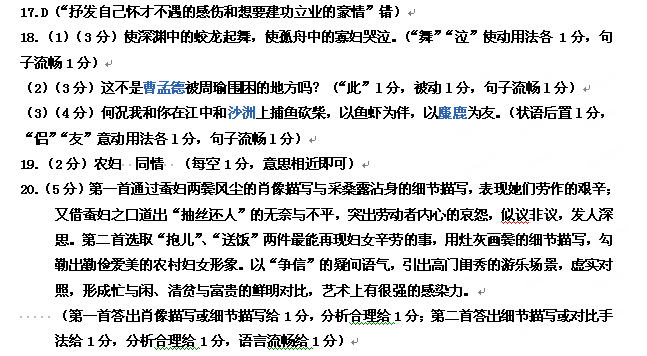 17.D（“抒发自己怀才不遇的感伤和想要建功立业的豪情”错）
18.（1）（3 分）使深渊中的蛟龙起舞，使孤舟中的寡妇哭泣。（“舞”“泣”使动用法各 1 分，句
子流畅 1 分）
（2）（3 分）这不是曹孟德被周瑜围困的地方吗？（“此”1 分，被动 1 分，句子流畅 1 分）
（3）（4 分）何况我和你在江中和沙洲上捕鱼砍柴，以鱼虾为伴，以麋鹿为友。（状语后置 1 分，
“侣”“友”意动用法各 1 分，句子流畅 1 分）
19.（2 分）农妇 同情 （每空 1 分，意思相近即可）
20.（5 分）第一首通过蚕妇两鬓风尘的肖像描写与采桑露沾身的细节描写，表现她们劳作的艰辛；
又借蚕妇之口道出“抽丝还人”的无奈与不平，突出劳动者内心的哀怨，似议非议，发人深
思。第二首选取“抱儿”、“送饭”两件最能再现妇女辛劳的事，用灶灰画鬓的细节描写，勾
勒出勤俭爱美的农村妇女形象。以“争信”的疑问语气，引出高门闺秀的游乐场景，虚实对
照，形成忙与闲、清贫与富贵的鲜明对比，艺术上有很强的感染力。
（第一首答出肖像描写或细节描写给 1 分，分析合理给 1 分；第二首答出细节描写或对比手
法给 1 分，分析合理给 1 分，语言流畅给 1 分）